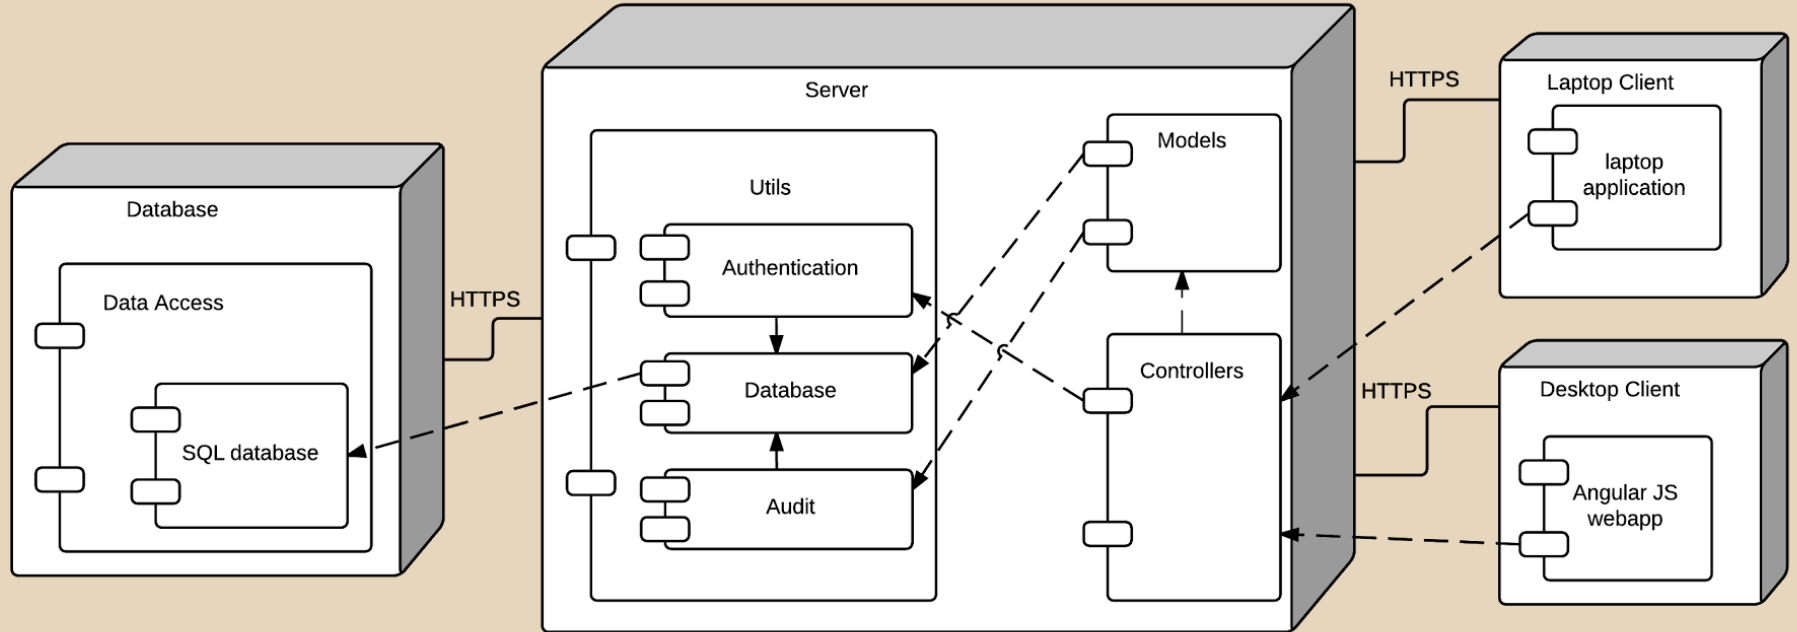 Database
Data Access
SQL database
HTTPS
Server
Utils
Authentication
Database
Audit
Models
Controllers
HTTPS
Laptop Client
laptop
application
HTTPS
Desktop Client
Angular JS
webapp